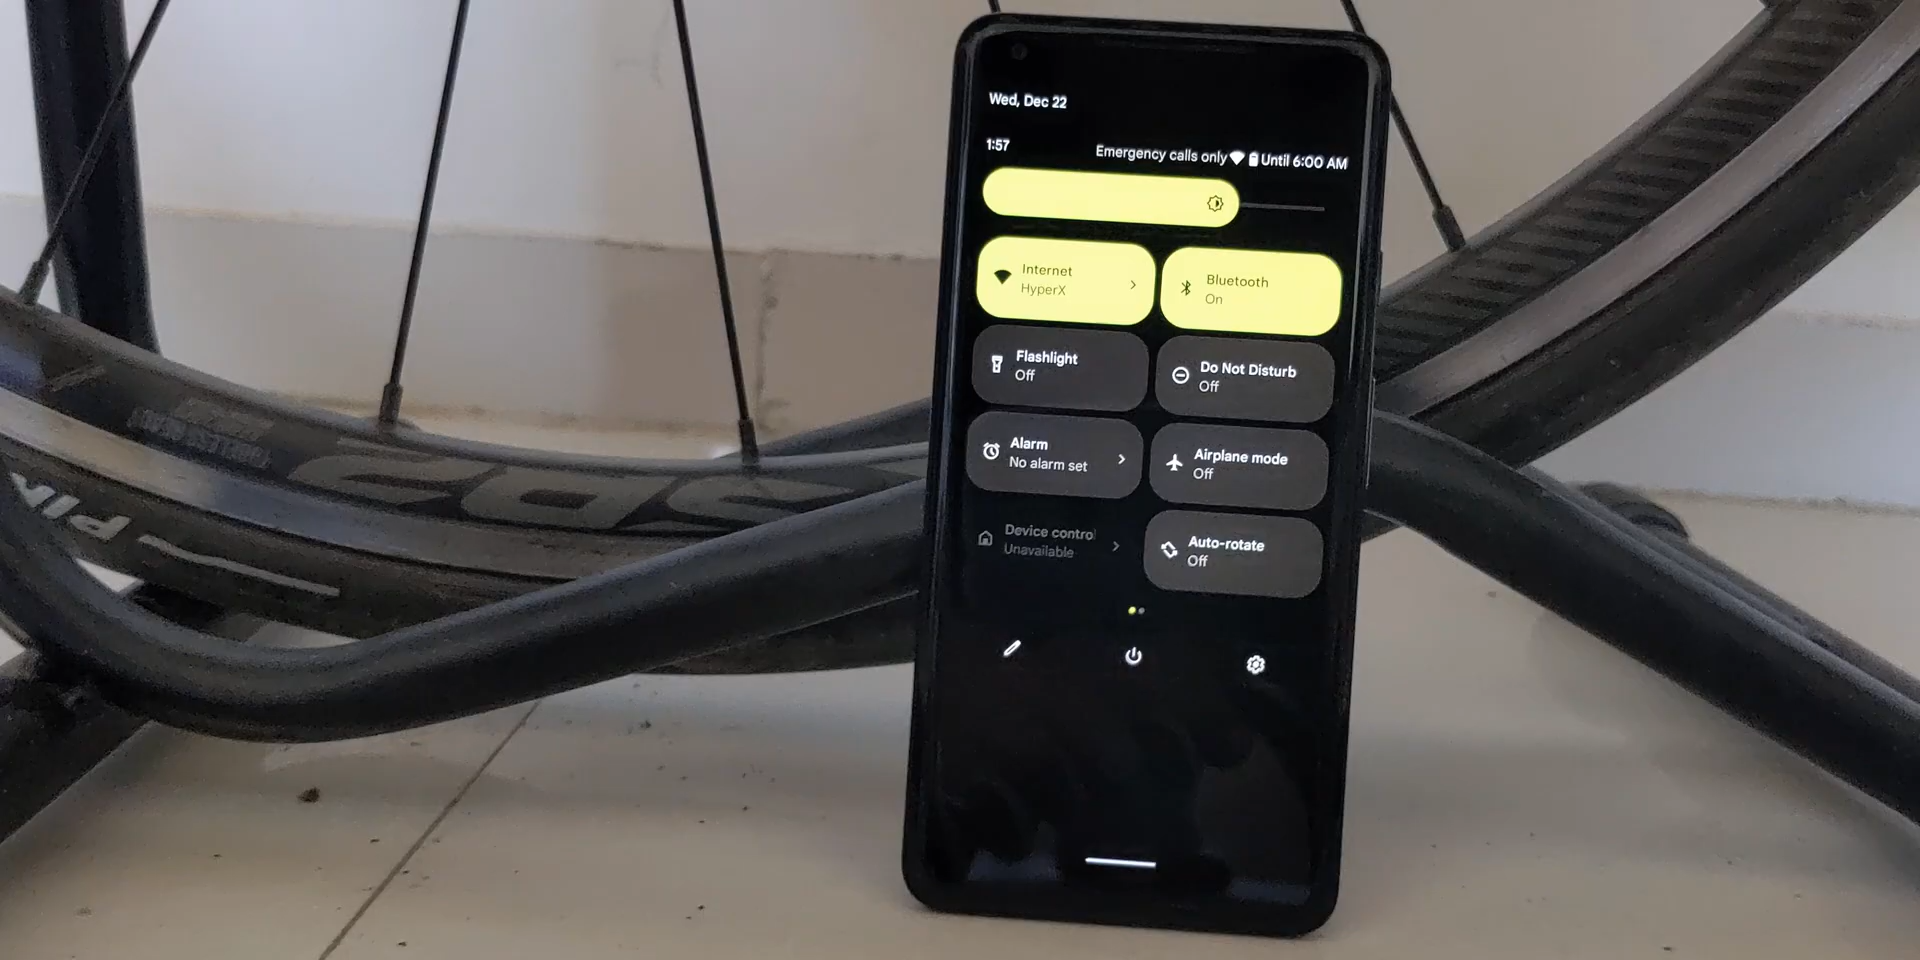 Wed, Dec 22
1:57
Emergency calls only Until 6:00 AM
Internet
HyperX
Bluetooth
On
Flashlight
Off
Do Not Disturb
Off
Alarm
No alarm set
Airplane mode
Off
Device control
Unavailable
Auto-rotate
Off